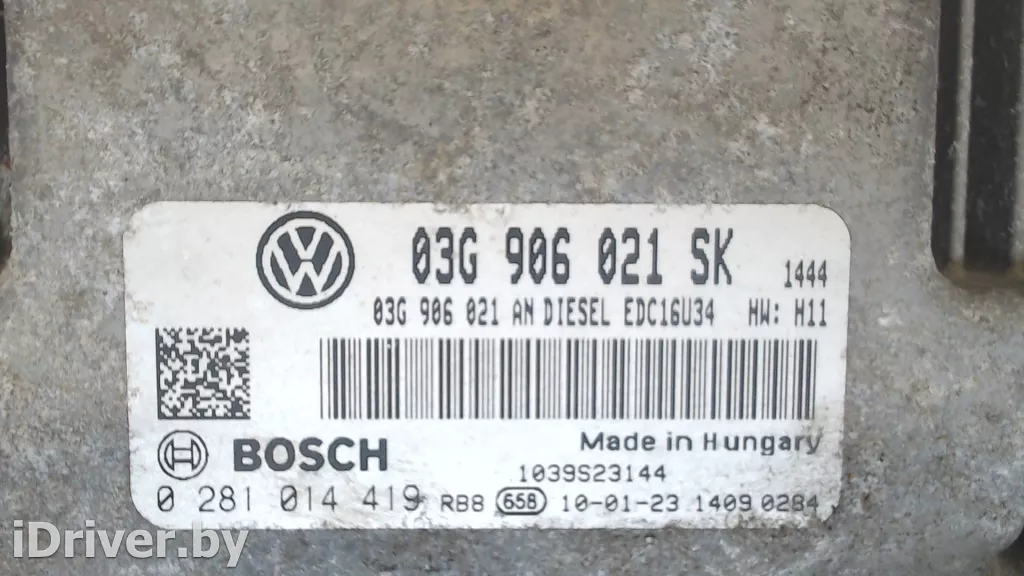 03G 906 021 SK 1444
03G 906 021 AN DIESEL EDC16U34 HW: H11
BOSCH
Made in Hungary
1039S23144
0 281 014 419 RB8 658 10-01-23 1409 0284
iDriver.by